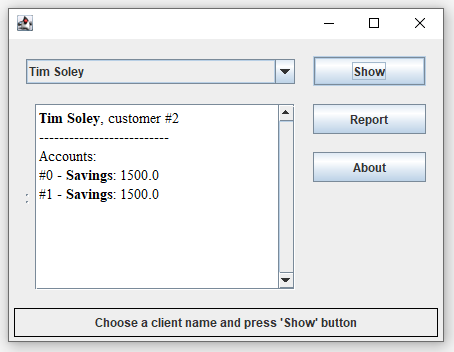 Tim Soley
Show
Tim Soley, customer #2
--------------------------
Accounts:
#0 - Savings: 1500.0
#1 - Savings: 1500.0
Report
About
Choose a client name and press 'Show' button